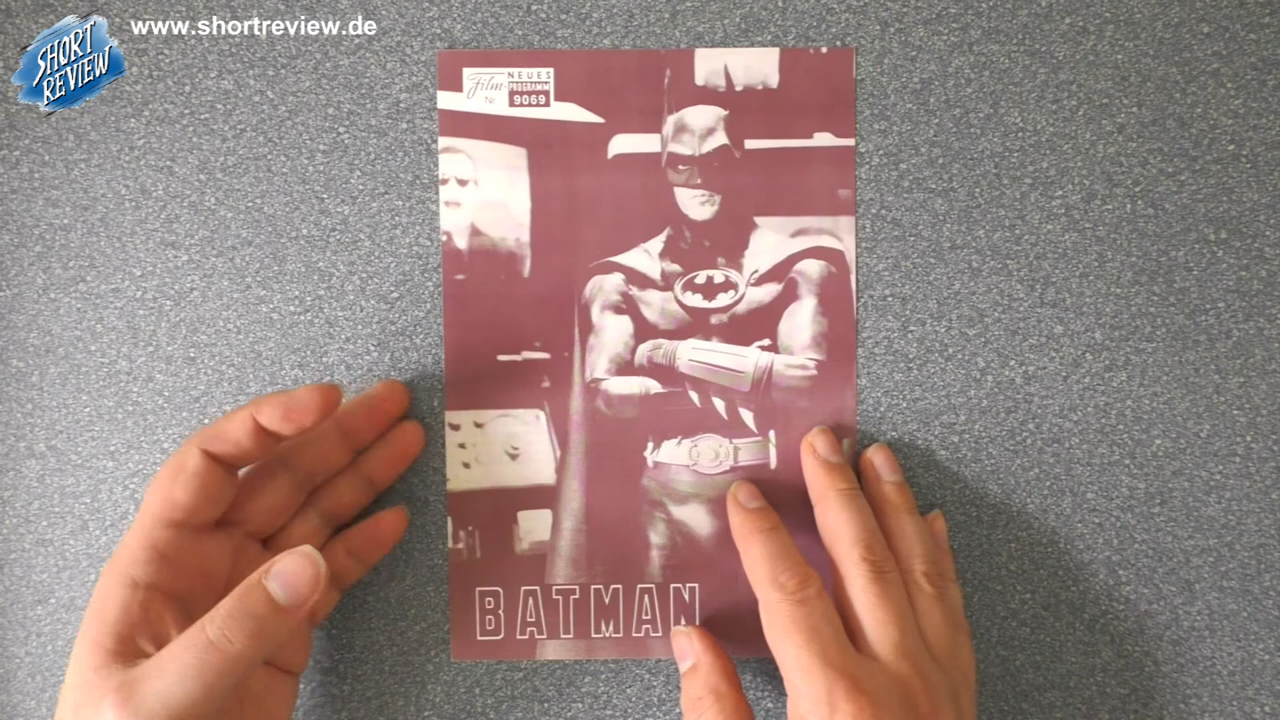 www.shortreview.de
SHORT
REVIEW
Film-
Nr
NEUES
PROGRAMM
9069
BATMAN